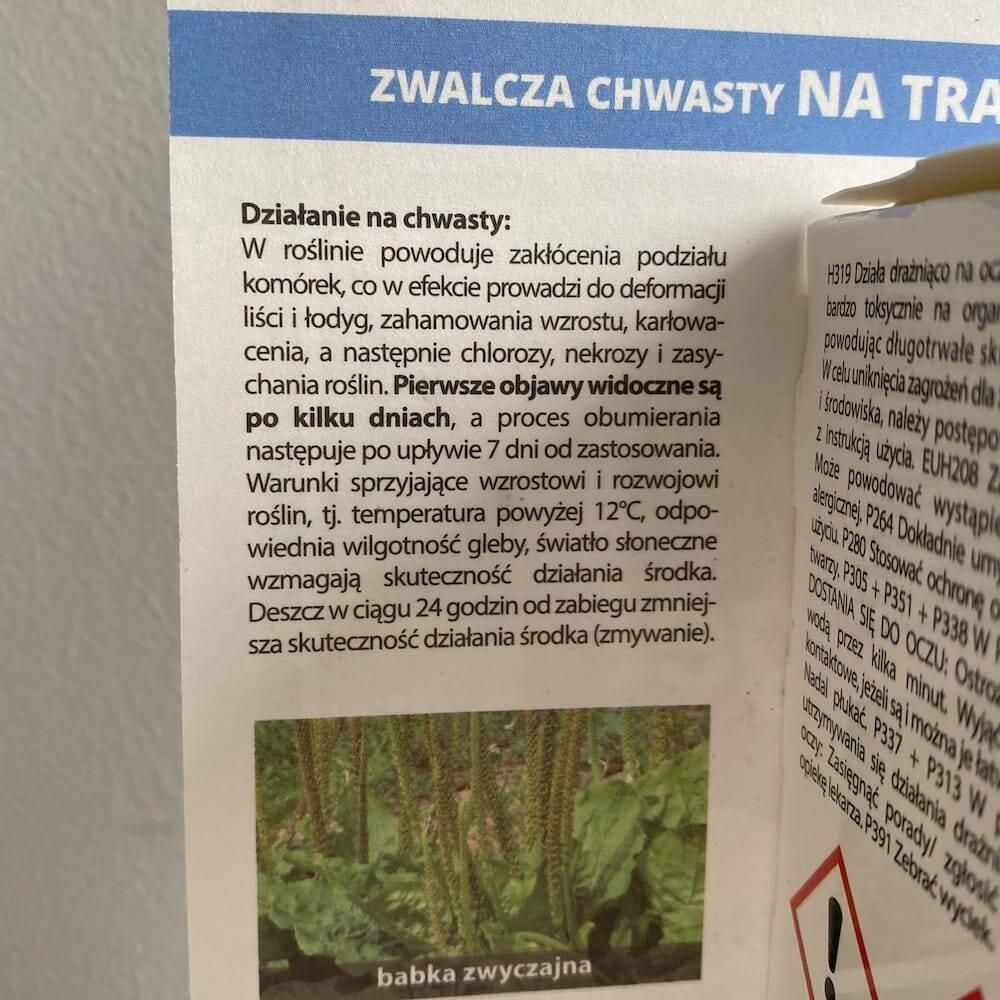 ZWALCZA CHWASTY NA TRA
Działanie na chwasty:
W roślinie powoduje zakłócenia podziału
komórek, co w efekcie prowadzi do deformacji
liści i łodyg, zahamowania wzrostu, karłowa-
cenia, a następnie chlorozy, nekrozy i zasy-
chania roślin. Pierwsze objawy widoczne są
po kilku dniach, a proces obumierania
następuje po upływie 7 dni od zastosowania.
Warunki sprzyjające wzrostowi i rozwojowi
roślin, tj. temperatura powyżej 12°C, odpo-
wiednia wilgotność gleby, światło słoneczne
wzmagają skuteczność działania środka.
Deszcz w ciągu 24 godzin od zabiegu zmniej-
sza skuteczność działania środka (zmywanie).
babka zwyczajna
H319 Działa drażniąco na oc
bardzo toksycznie na orga
powodując długotrwałe sk
W celu uniknięcia zagrożeń dla
i środowiska, należy postępo
z instrukcją użycia. EUH208
Może powodować wystąpie
alergicznej. P264 Dokładnie umy
użyciu. P280 Stosować ochronę o
twarzy. P305 + P351 + P338 W
DOSTANIA SIĘ DO OCZU: Ostroż
wodą przez kilka minut. Wyjąć
kontaktowe, jeżeli są i można je łat
Nadal płukać. P337 + P313 W
utrzymywania się działania drażn
oczy: Zasięgnąć porady/ zgłosić
opiekę lekarza. P391 Zebrać wyciek.